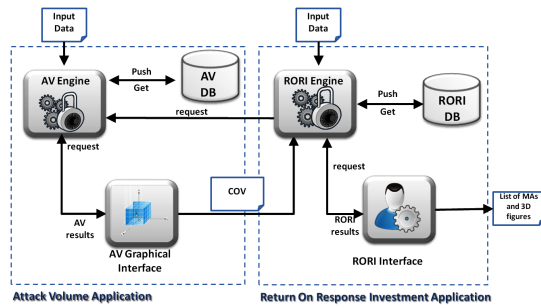 Input
Data
Input
Data
AV Engine
Push
Get
AV
DB
RORI Engine
Push
Get
RORI
DB
request
request
request
COV
AV
results
RORI
results
List of MAs
and 3D
figures
AV Graphical
Interface
RORI Interface
Attack Volume Application
Return On Response Investment Application